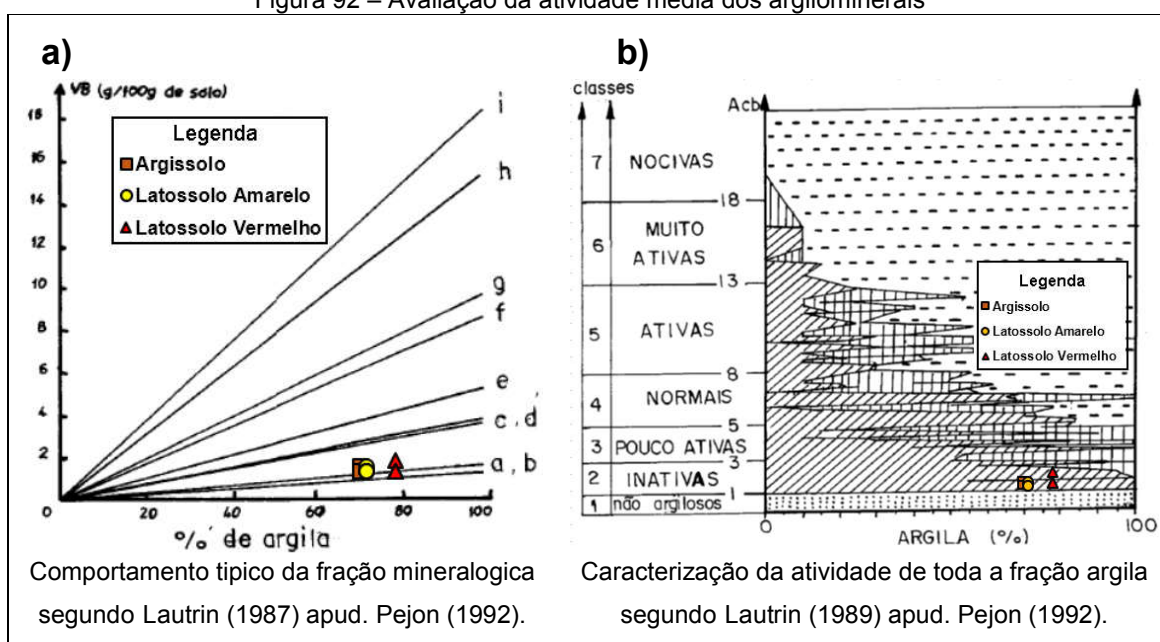 Figura 92 – Avaliação da atividade média dos argilominerais
a)
VB (g/100g de solo)
18
16
14
12
10
8
6
4
2
i
h
g
f
e
c, d
a, b
Legenda
Argissolo
Latossolo Amarelo
Latossolo Vermelho
0
20
40
60
80
100
% de argila
Comportamento tipico da fração mineralogica
segundo Lautrin (1987) apud. Pejon (1992).
b)
classes
Acb
7 NOCIVAS
18
6 MUITO
ATIVAS
13
5 ATIVAS
8
4 NORMAIS
5
3 POUCO ATIVAS
3
2 INATIVAS
1
1 não argilosos
Legenda
Argissolo
Latossolo Amarelo
Latossolo Vermelho
0
ARGILA (%)
100
Caracterização da atividade de toda a fração argila
segundo Lautrin (1989) apud. Pejon (1992).